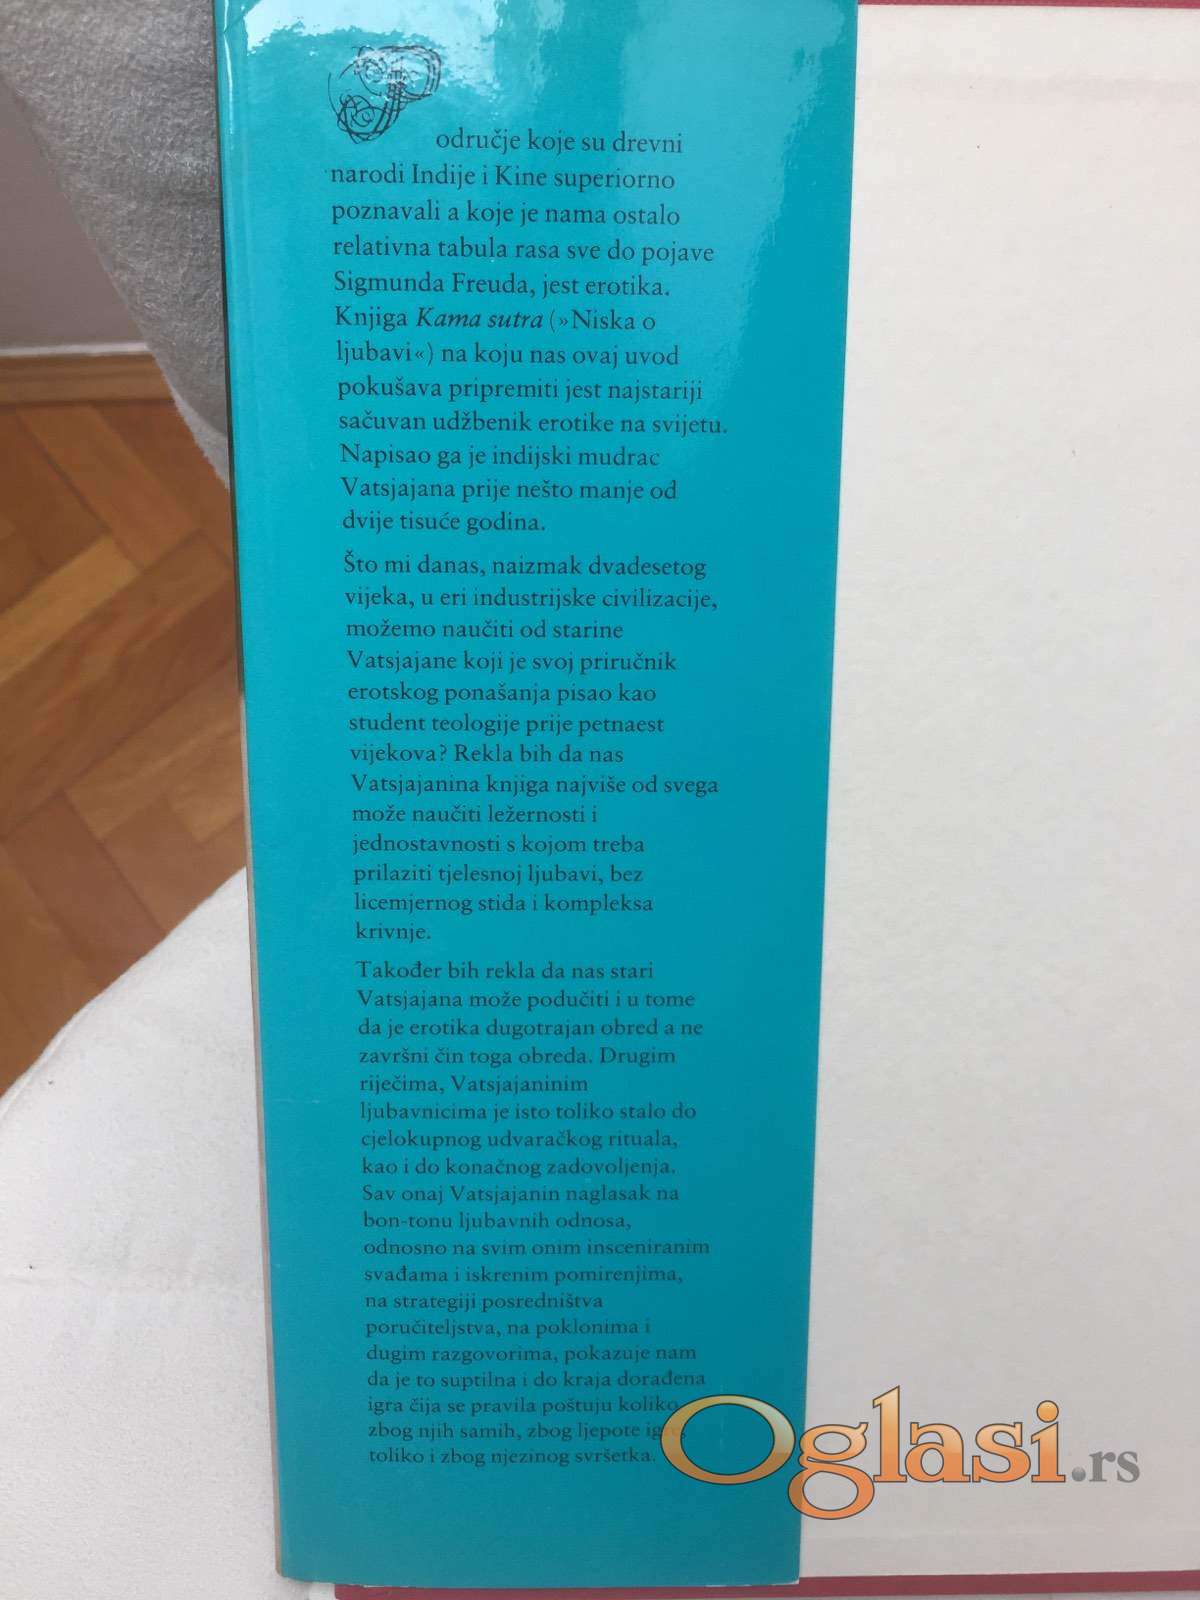 Područje koje su drevni
narodi Indije i Kine superiorno
poznavali a koje je nama ostalo
relativna tabula rasa sve do pojave
Sigmunda Freuda, jest erotika.
Knjiga Kama sutra (»Niska o
ljubavi«) na koju nas ovaj uvod
pokušava pripremiti jest najstariji
sačuvan udžbenik erotike na svijetu.
Napisao ga je indijski mudrac
Vatsjajana prije nešto manje od
dvije tisuće godina.
Što mi danas, naizmak dvadesetog
vijeka, u eri industrijske civilizacije,
možemo naučiti od starine
Vatsjajane koji je svoj priručnik
erotskog ponašanja pisao kao
student teologije prije petnaest
vijekova? Rekla bih da nas
Vatsjajanina knjiga najviše od svega
može naučiti ležernosti i
jednostavnosti s kojom treba
prilaziti tjelesnoj ljubavi, bez
licemjernog stida i kompleksa
krivnje.
Također bih rekla da nas stari
Vatsjajana može podučiti i u tome
da je erotika dugotrajan obred a ne
završni čin toga obreda. Drugim
riječima, Vatsjajaninim
ljubavnicima je isto toliko stalo do
cjelokupnog udvaračkog rituala,
kao i do konačnog zadovoljenja.
Sav onaj Vatsjajanin naglasak na
bon-tonu ljubavnih odnosa,
odnosno na svim onim insceniranim
svađama i iskrenim pomirenjima,
na strategiji posredništva
poručiteljstva, na poklonima i
dugim razgovorima, pokazuje nam
da je to suptilna i do kraja dorađena
igra čija se pravila poštuju koliko
zbog njih samih, zbog ljepote igre,
toliko i zbog njezinog svršetka.
Oglasi.rs